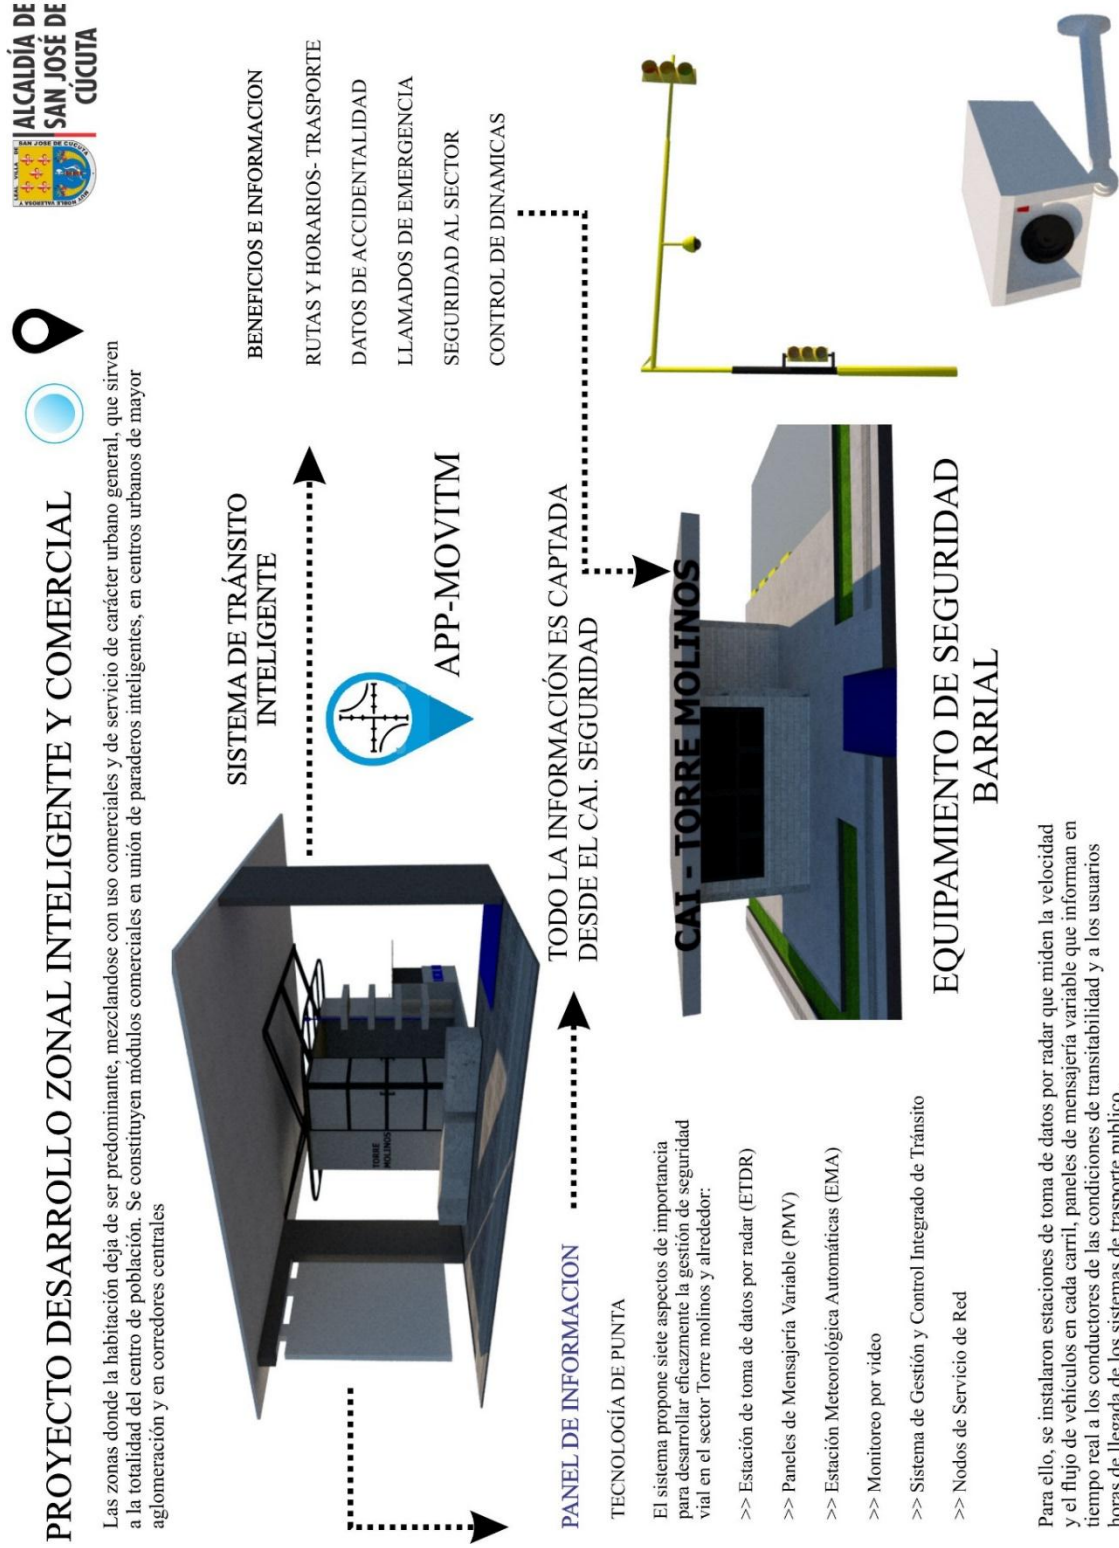 PROYECTO DESARROLLO ZONAL INTELIGENTE Y COMERCIAL
ALCALDÍA DE
SAN JOSÉ DE
CÚCUTA
Las zonas donde la habitación deja de ser predominante, mezclandose con uso comerciales y de servicio de carácter urbano general, que sirven
a la totalidad del centro de población. Se constituyen módulos comerciales en unión de paraderos inteligentes, en centros urbanos de mayor
aglomeración y en corredores centrales
TORRE
MOLINOS
SISTEMA DE TRÁNSITO
INTELIGENTE
APP-MOVITM
BENEFICIOS E INFORMACION
RUTAS Y HORARIOS- TRASPORTE
DATOS DE ACCIDENTALIDAD
LLAMADOS DE EMERGENCIA
SEGURIDAD AL SECTOR
CONTROL DE DINAMICAS
PANEL DE INFORMACION
TECNOLOGÍA DE PUNTA
El sistema propone siete aspectos de importancia
para desarrollar eficazmente la gestión de seguridad
vial en el sector Torre molinos y alrededor:
>> Estación de toma de datos por radar (ETDR)
>> Paneles de Mensajería Variable (PMV)
>> Estación Meteorológica Automáticas (EMA)
>> Monitoreo por video
>> Sistema de Gestión y Control Integrado de Tránsito
>> Nodos de Servicio de Red
TODO LA INFORMACIÓN ES CAPTADA
DESDE EL CAI. SEGURIDAD
CAI - TORRE MOLINOS
EQUIPAMIENTO DE SEGURIDAD
BARRIAL
Para ello, se instalaron estaciones de toma de datos por radar que miden la velocidad
y el flujo de vehículos en cada carril, paneles de mensajería variable que informan en
tiempo real a los conductores de las condiciones de transitabilidad y a los usuarios
horas de llegada de los sistemas de trasporte publico